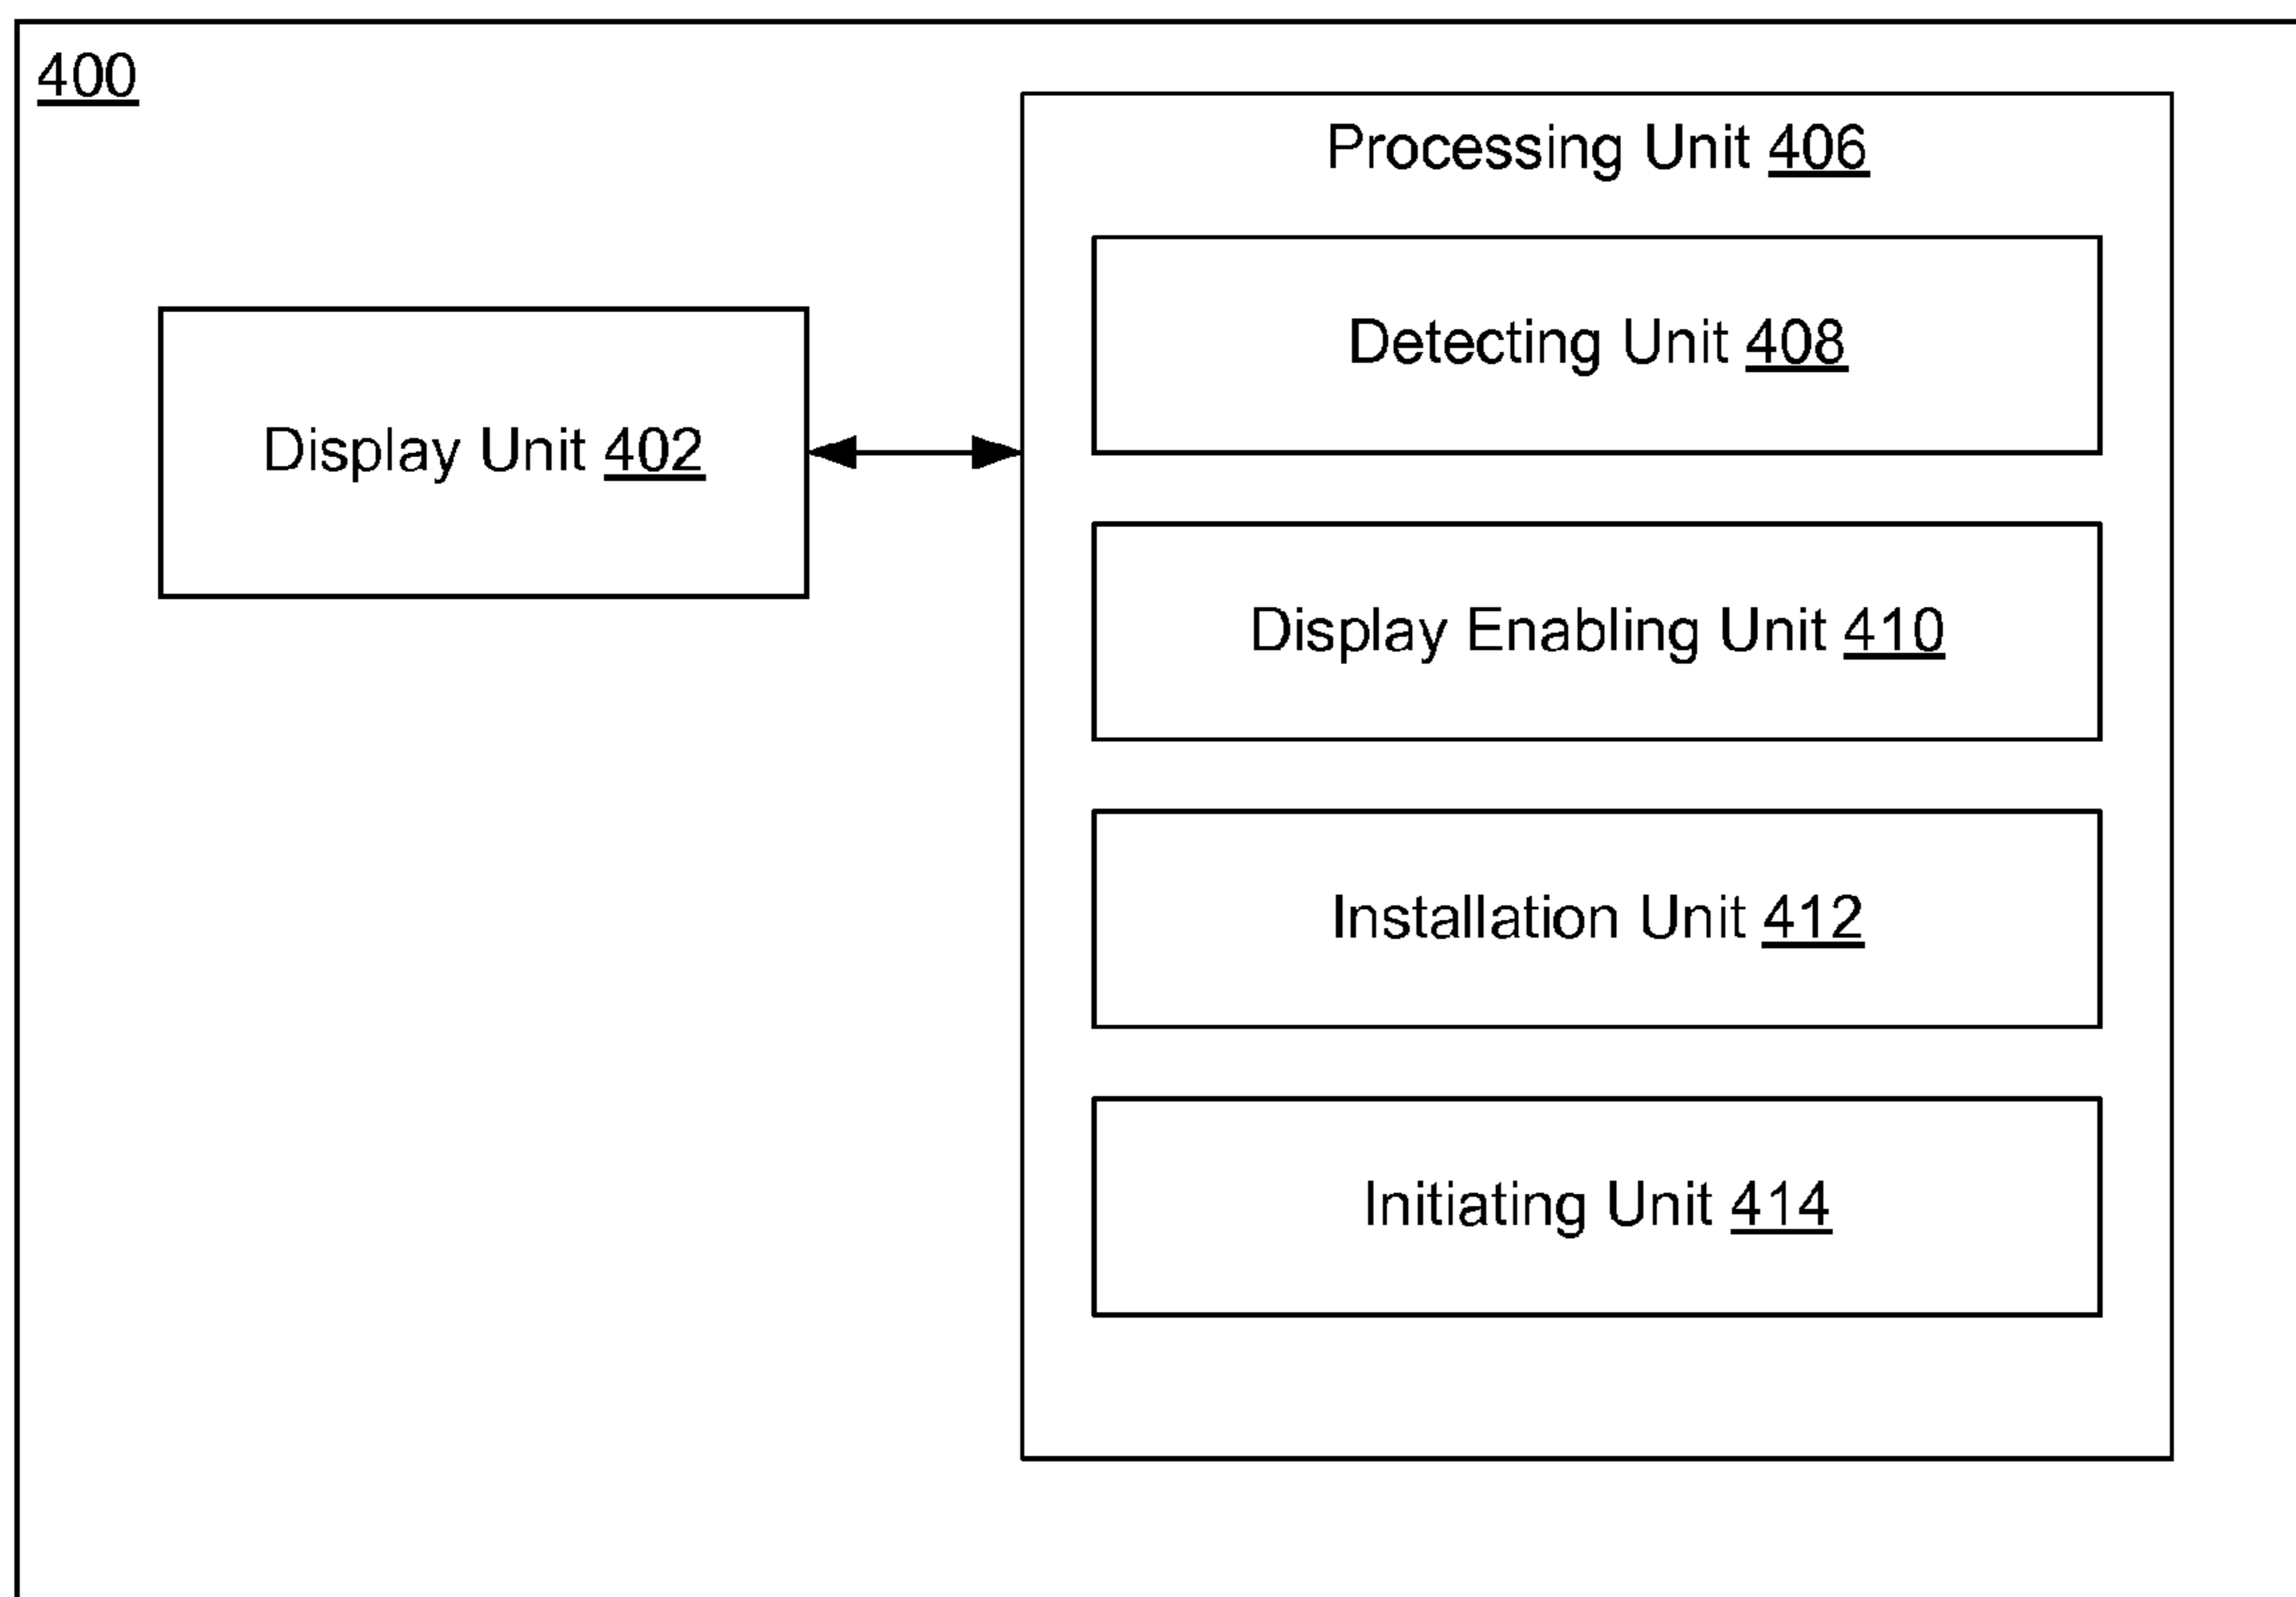 400
Processing Unit 406
Detecting Unit 408
Display Unit 402
Display Enabling Unit 410
Installation Unit 412
Initiating Unit 414